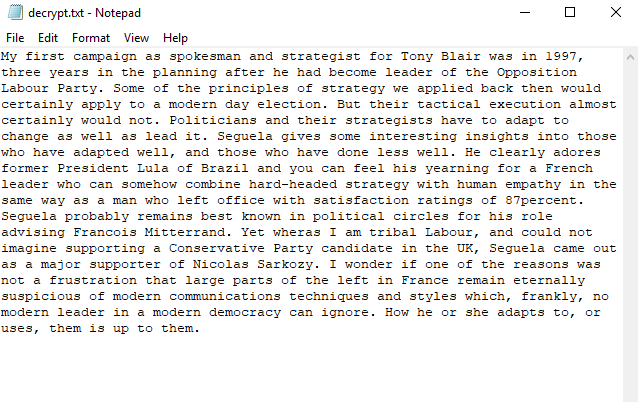 decrypt.txt - Notepad
File Edit Format View Help
My first campaign as spokesman and strategist for Tony Blair was in 1997,
three years in the planning after he had become leader of the Opposition
Labour Party. Some of the principles of strategy we applied back then would
certainly apply to a modern day election. But their tactical execution almost
certainly would not. Politicians and their strategists have to adapt to
change as well as lead it. Seguela gives some interesting insights into those
who have adapted well, and those who have done less well. He clearly adores
former President Lula of Brazil and you can feel his yearning for a French
leader who can somehow combine hard-headed strategy with human empathy in the
same way as a man who left office with satisfaction ratings of 87percent.
Seguela probably remains best known in political circles for his role
advising Francois Mitterrand. Yet wheras I am tribal Labour, and could not
imagine supporting a Conservative Party candidate in the UK, Seguela came out
as a major supporter of Nicolas Sarkozy. I wonder if one of the reasons was
not a frustration that large parts of the left in France remain eternally
suspicious of modern communications techniques and styles which, frankly, no
modern leader in a modern democracy can ignore. How he or she adapts to, or
uses, them is up to them.